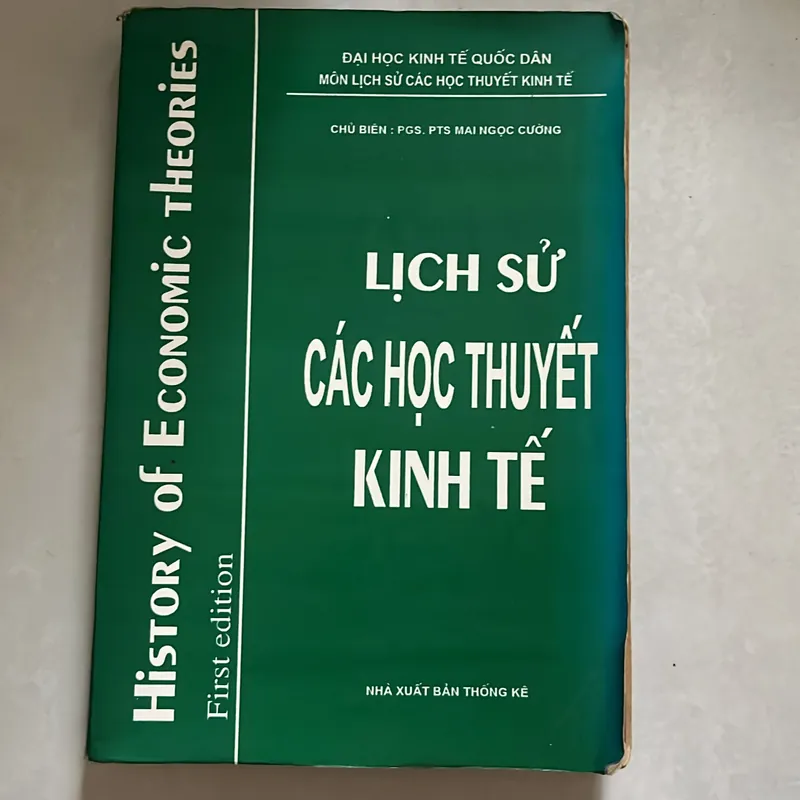 ĐẠI HỌC KINH TẾ QUỐC DÂN
MÔN LỊCH SỬ CÁC HỌC THUYẾT KINH TẾ
CHỦ BIÊN : PGS. PTS MAI NGỌC CƯỜNG
LỊCH SỬ
CÁC HỌC THUYẾT
KINH TẾ
NHÀ XUẤT BẢN THỐNG KÊ
HISTORY of ECONOMIC THEORIES
First edition